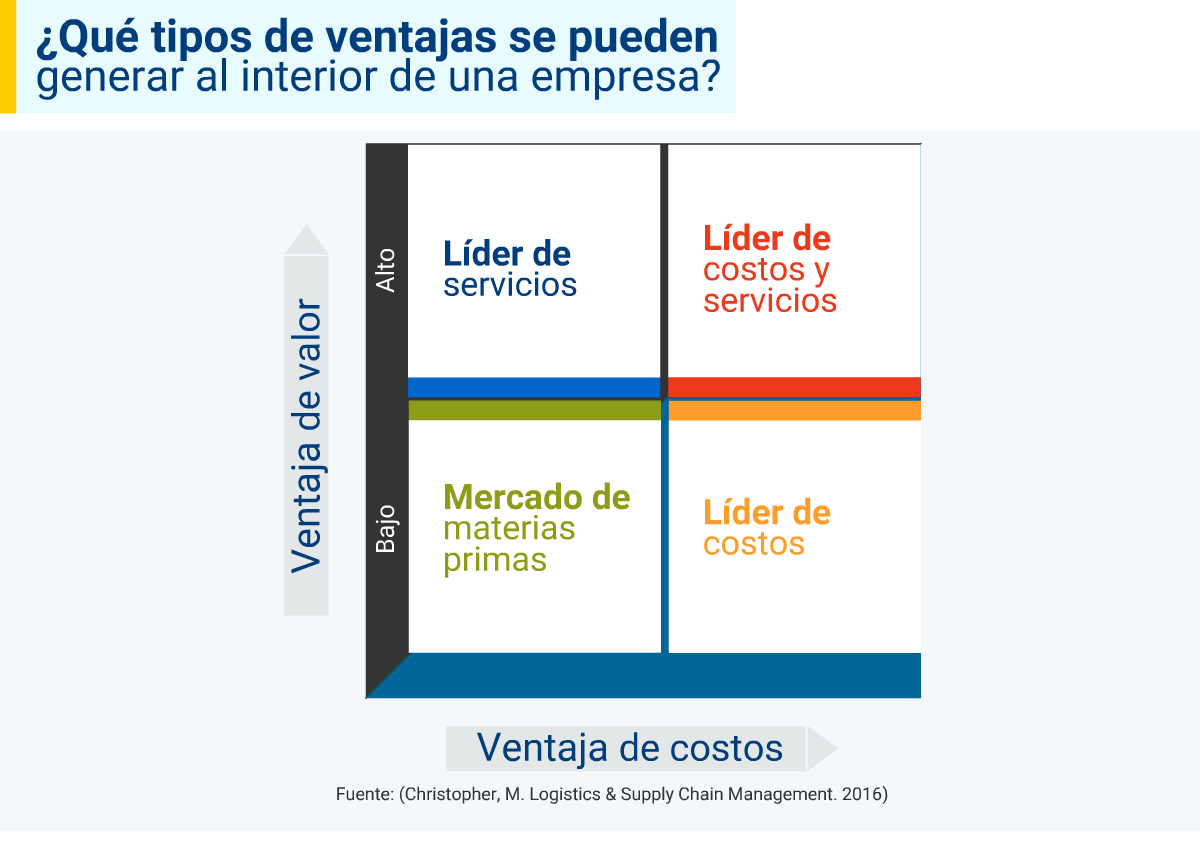 ¿Qué tipos de ventajas se pueden
generar al interior de una empresa?
Ventaja de valor
Alto
Líder de
servicios
Líder de
costos y
servicios
Bajo
Mercado de
materias
primas
Líder de
costos
Ventaja de costos
Fuente: (Christopher, M. Logistics & Supply Chain Management. 2016)